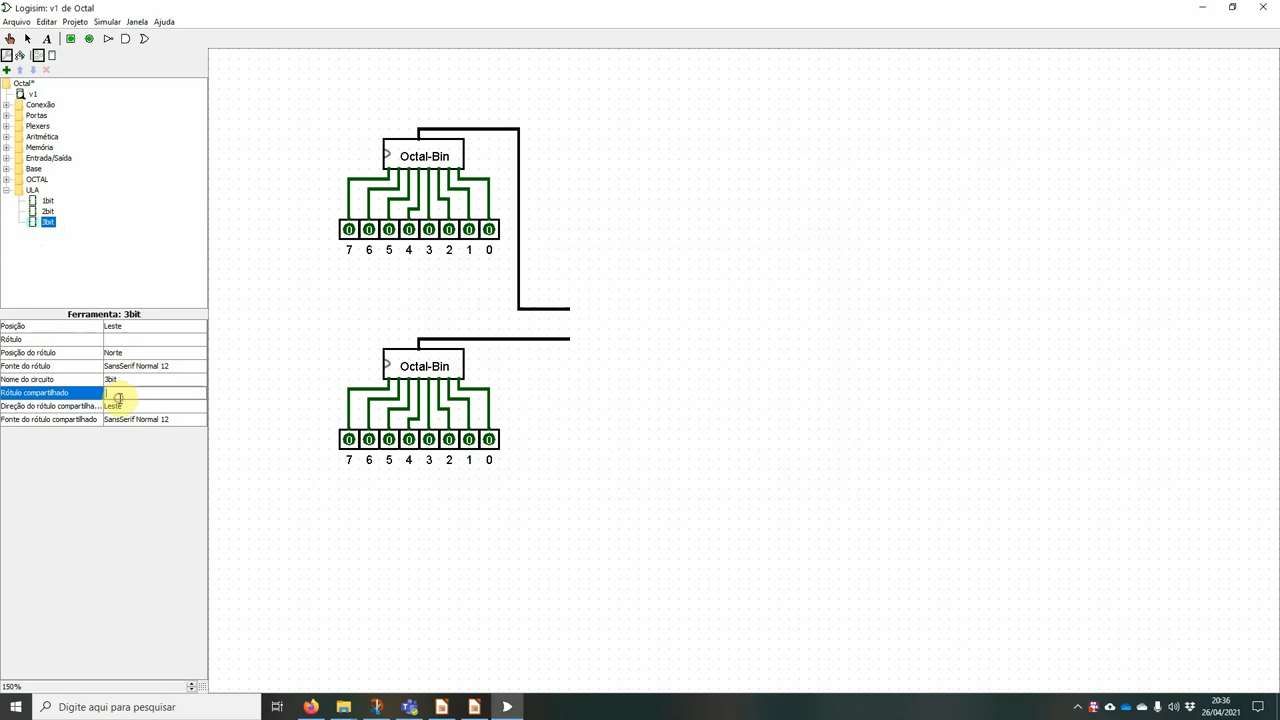 Logisim: v1 de Octal
Arquivo Editar Projeto Simular Janela Ajuda
A
Octal*
v1
Conexão
Portas
Plexers
Aritmética
Memória
Entrada/Saída
Base
OCTAL
ULA
1bit
2bit
3bit
Ferramenta: 3bit
Posição Leste
Rótulo
Posição do rótulo Norte
Fonte do rótulo SansSerif Normal 12
Nome do circuito 3bit
Rótulo compartilhado
Direção do rótulo compartilha... Leste
Fonte do rótulo compartilhado SansSerif Normal 12
150%
Octal-Bin
0 0 0 0 0 0 0 0
7 6 5 4 3 2 1 0
Octal-Bin
0 0 0 0 0 0 0 0
7 6 5 4 3 2 1 0
Digite aqui para pesquisar
20:36
26/04/2021